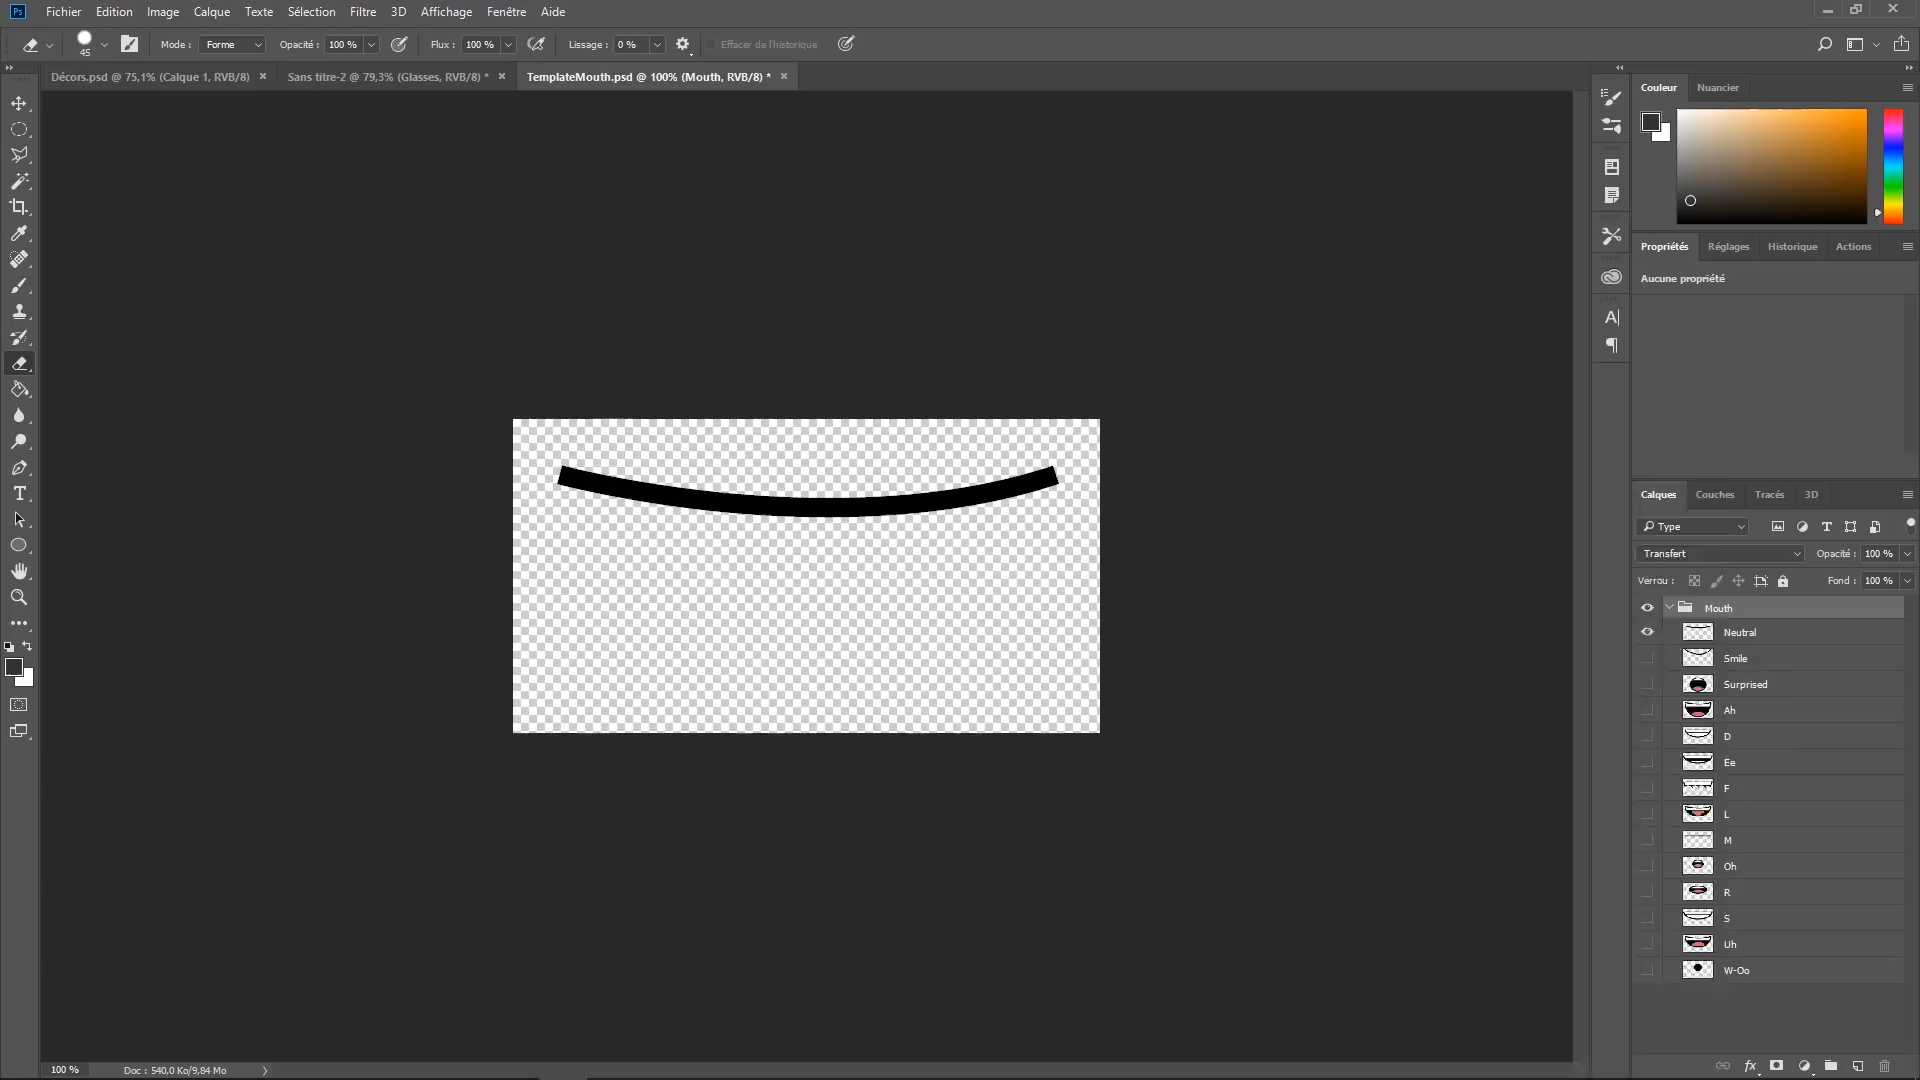 Ps Fichier Edition Image Calque Texte Sélection Filtre 3D Affichage Fenêtre Aide
45 Mode : Forme Opacité : 100 % Flux : 100 % Lissage : 0 % Effacer de l'historique
Décors.psd @ 75,1% (Calque 1, RVB/8) Sans titre-2 @ 79,3% (Glasses, RVB/8) * TemplateMouth.psd @ 100% (Mouth, RVB/8) *
Couleur Nuancier
Propriétés Réglages Historique Actions
Aucune propriété
Calques Couches Tracés 3D
Type
Transfert Opacité : 100 %
Verrou : Fond : 100 %
Mouth
Neutral
Smile
Surprised
Ah
D
Ee
F
L
M
Oh
R
S
Uh
W-Oo
fx
100 % Doc : 540,0 Ko/9,84 Mo